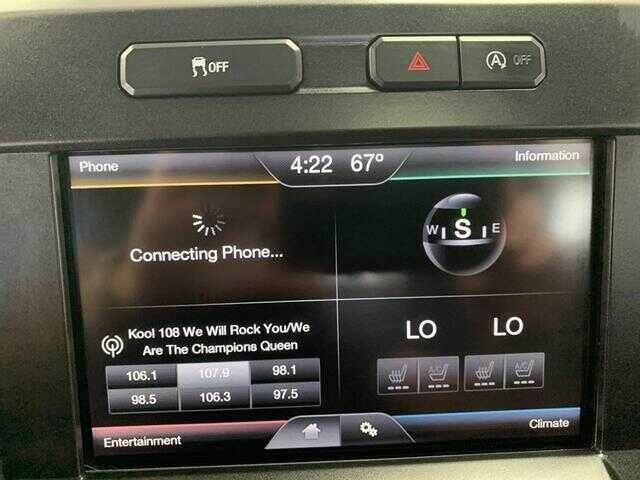 OFF
A OFF
Phone 4:22 67° Information
Connecting Phone...
W S E
Kool 108 We Will Rock You/We
Are The Champions Queen
106.1 107.9 98.1
98.5 106.3 97.5
LO LO
A/C A/C
Entertainment Climate